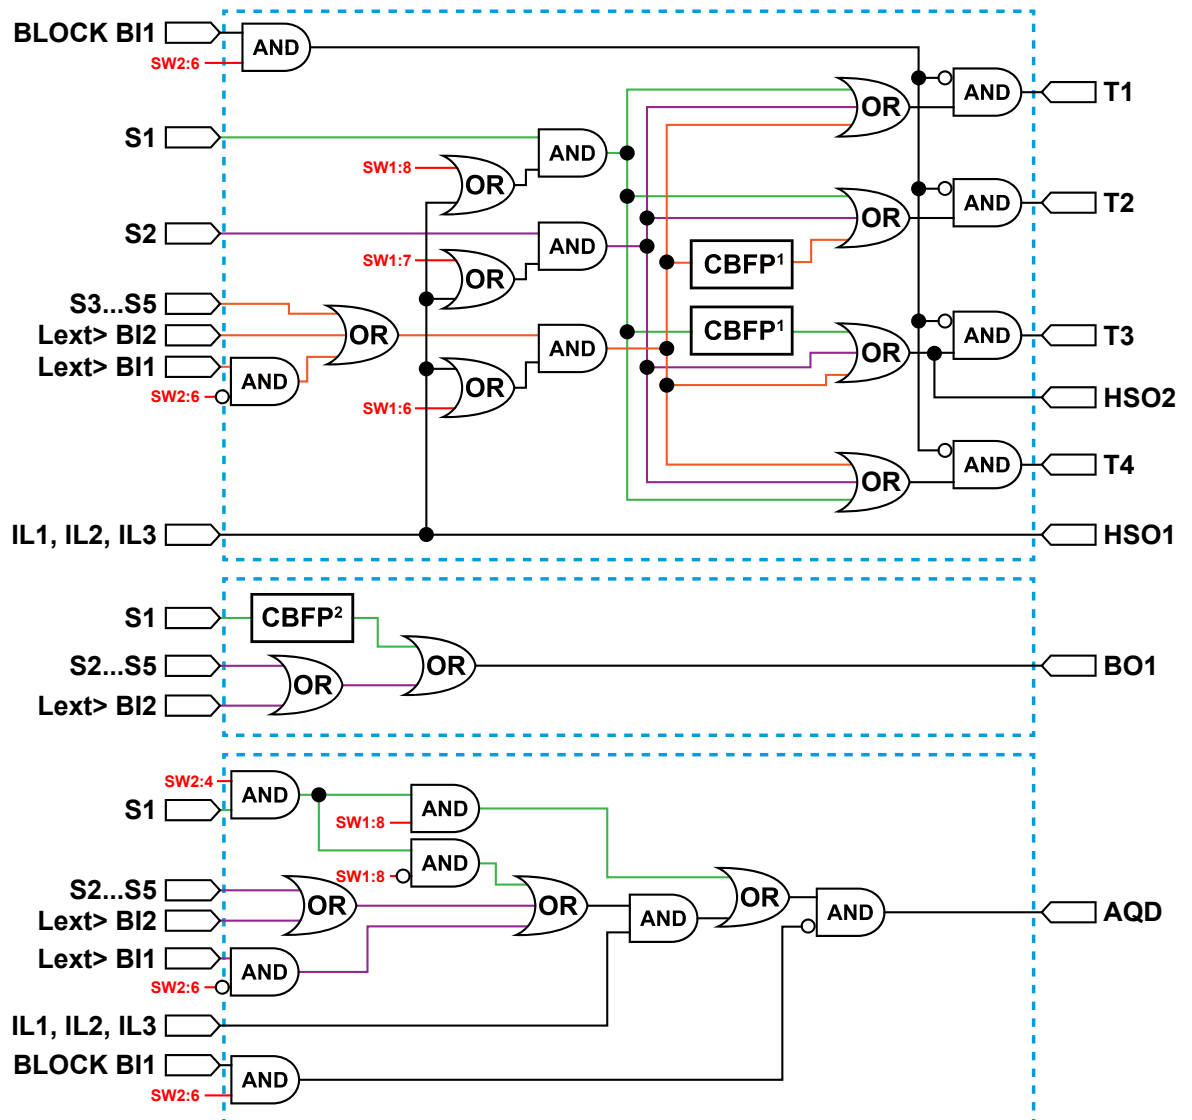 BLOCK BI1
SW2:6
AND
AND
T1
OR
S1
AND
SW1:8
OR
AND
T2
OR
S2
AND
SW1:7
OR
CBFP1
S3...S5
Lext> BI2
Lext> BI1
SW2:6
AND
OR
AND
SW1:6
OR
CBFP1
OR
AND
T3
HSO2
OR
AND
T4
IL1, IL2, IL3
HSO1
S1
CBFP2
S2...S5
Lext> BI2
OR
OR
BO1
SW2:4
S1
AND
AND
SW1:8
AND
SW1:8
S2...S5
Lext> BI2
OR
OR
Lext> BI1
SW2:6
AND
AND
OR
AND
AQD
IL1, IL2, IL3
BLOCK BI1
SW2:6
AND